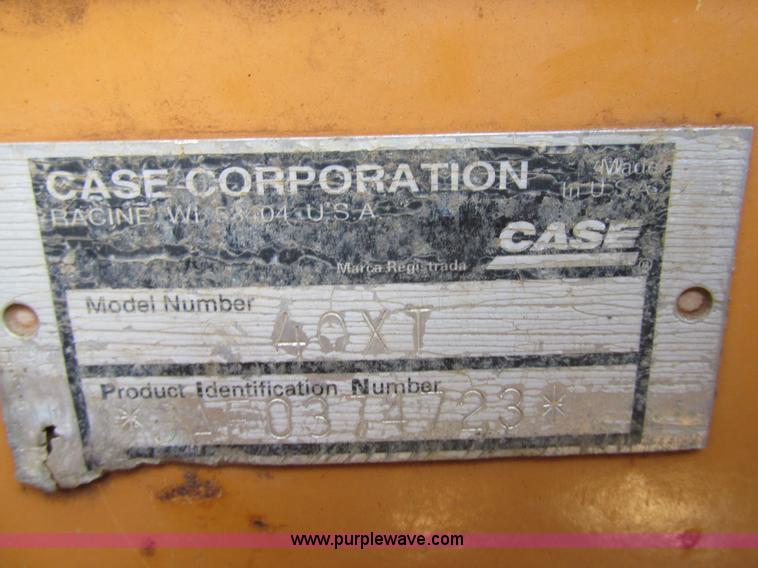 CASE CORPORATION
Made
In U.S.A.
RACINE WI 53404 U.S.A.
CASE
®
Marca Registrada
Model Number
40XT
Product Identification Number
0374723*
www.purplewave.com